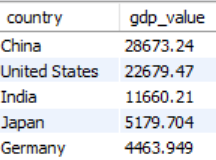 country gdp_value
China 28673.24
United States 22679.47
India 11660.21
Japan 5179.704
Germany 4463.949